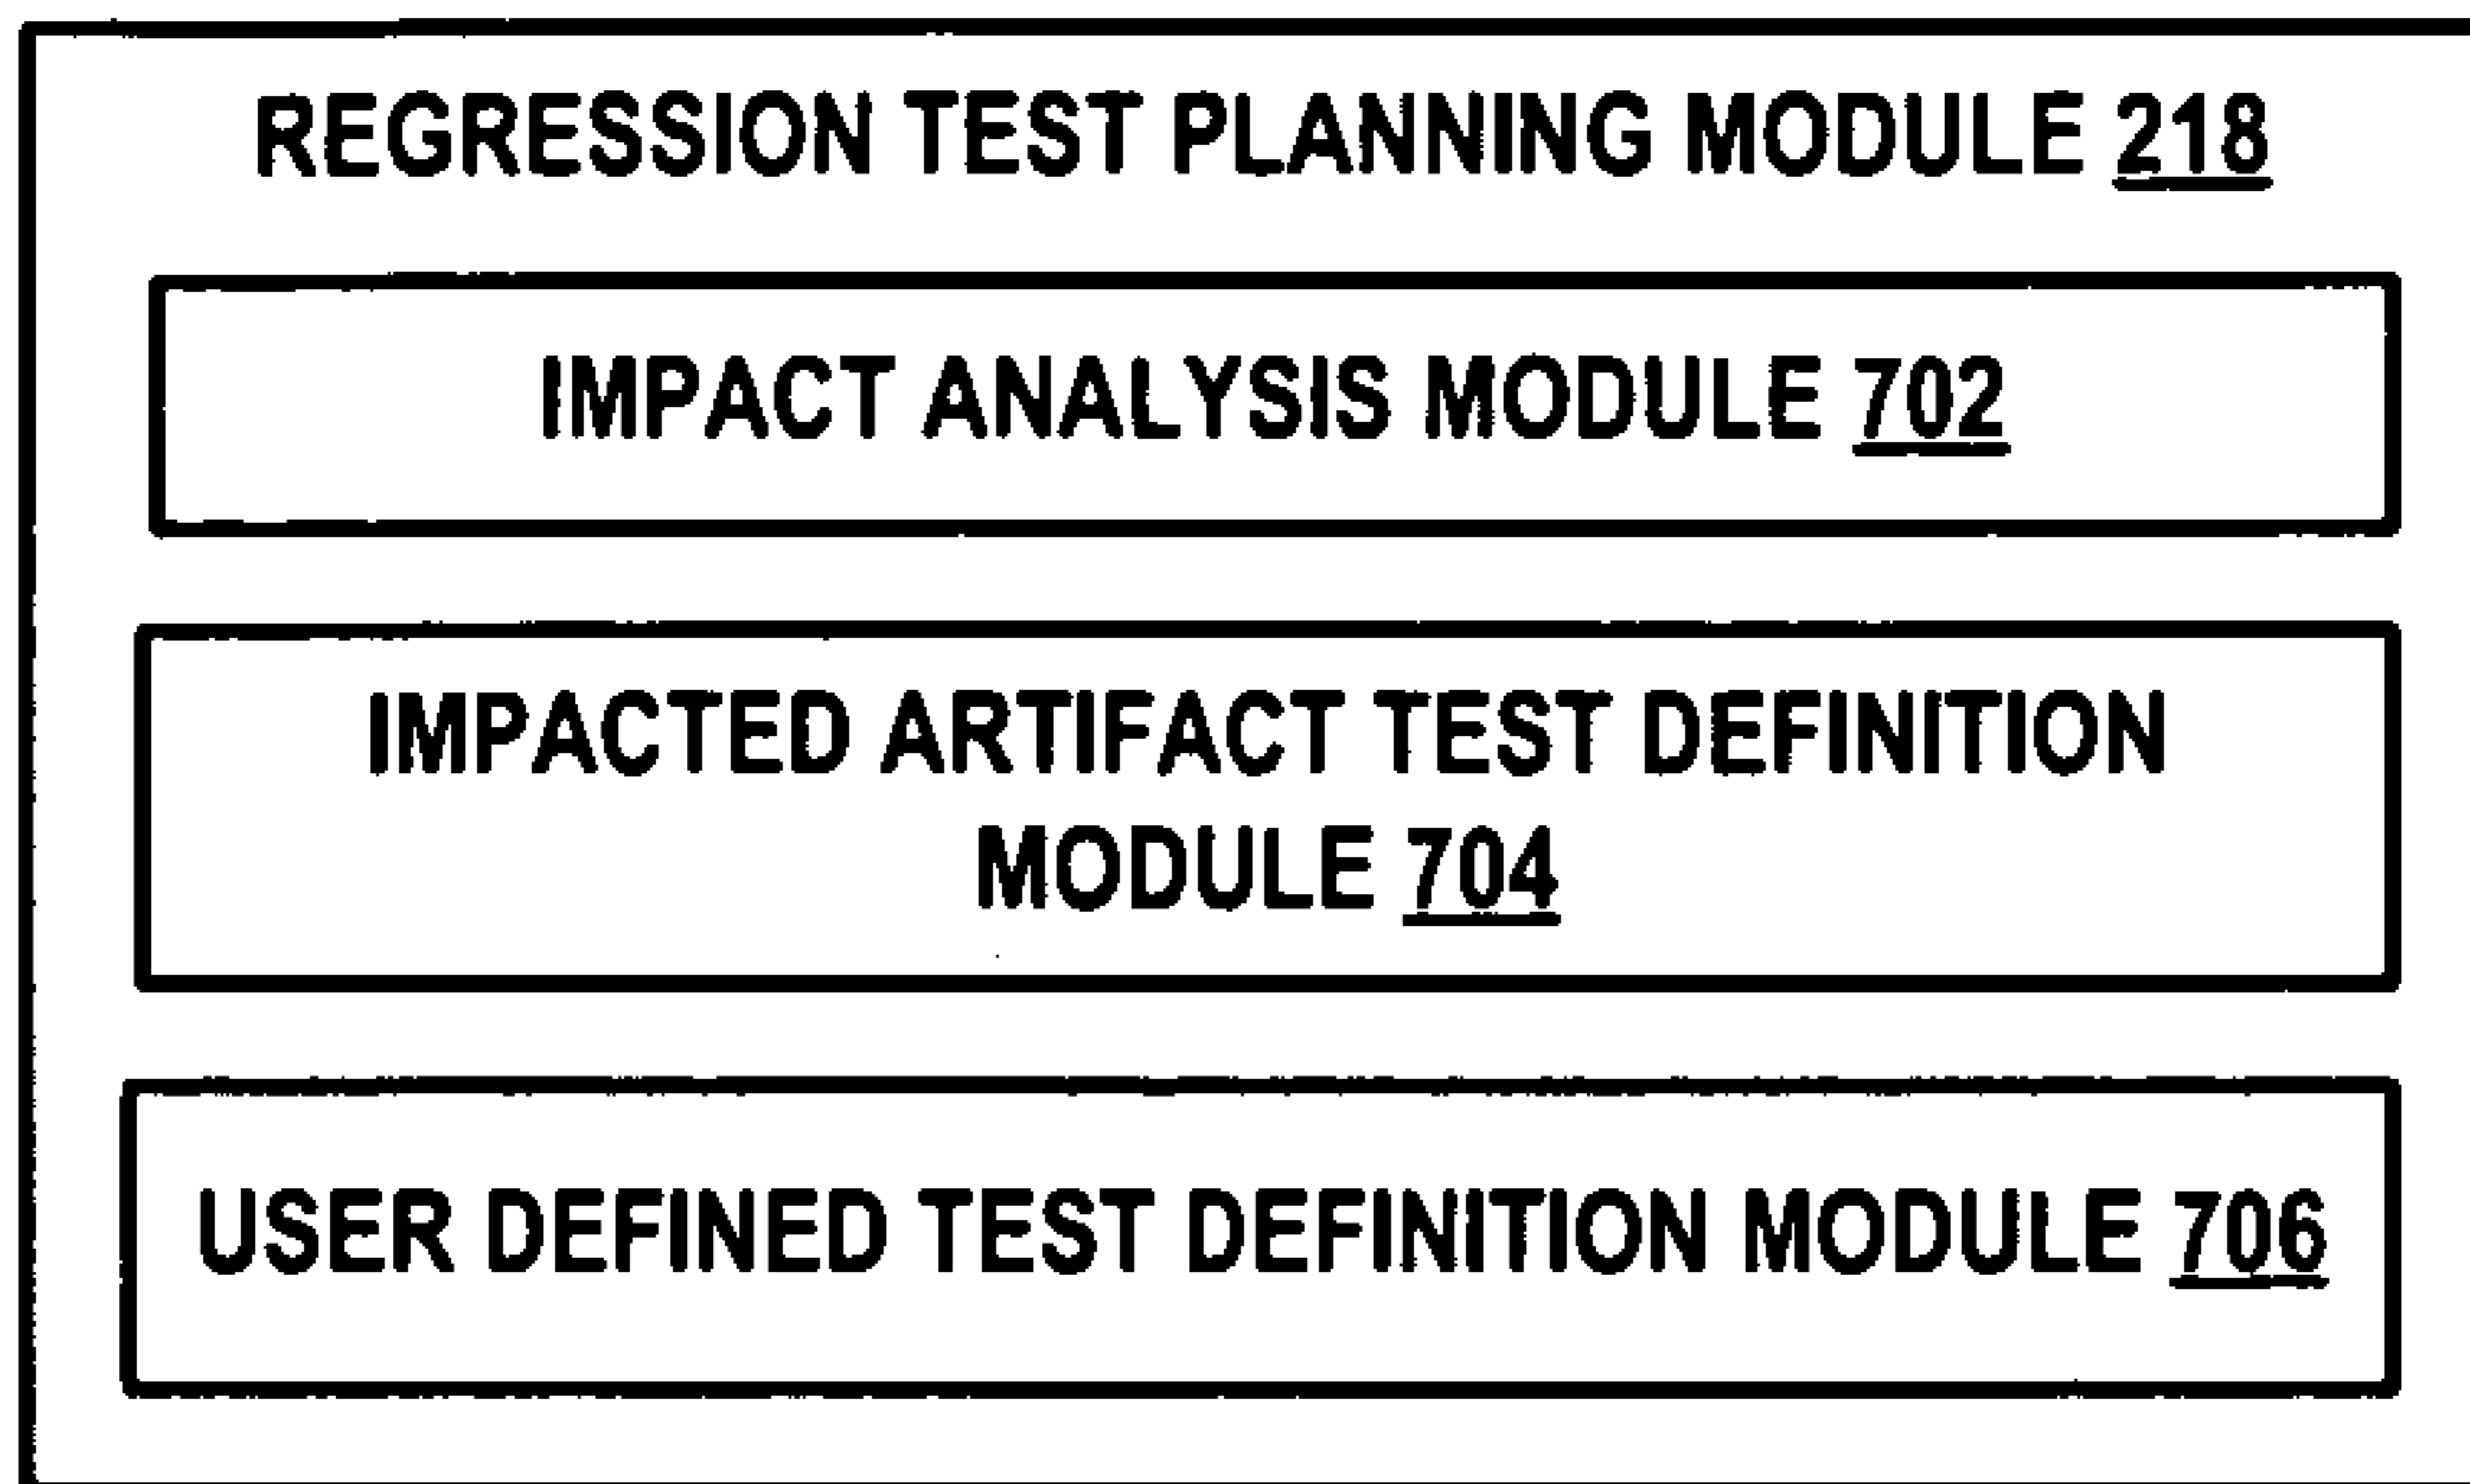 REGRESSION TEST PLANNING MODULE 218
IMPACT ANALYSIS MODULE 702
IMPACTED ARTIFACT TEST DEFINITION
MODULE 704
USER DEFINED TEST DEFINITION MODULE 706